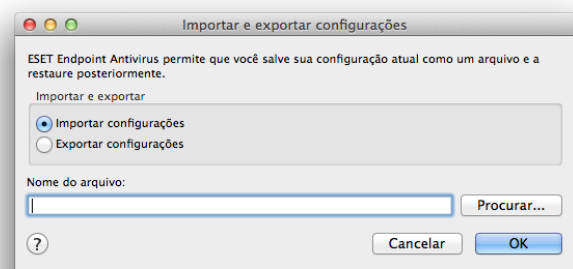 Importar e exportar configurações
ESET Endpoint Antivirus permite que você salve sua configuração atual como um arquivo e a
restaure posteriormente.
Importar e exportar
Importar configurações
Exportar configurações
Nome do arquivo:
Procurar...
?
Cancelar
OK